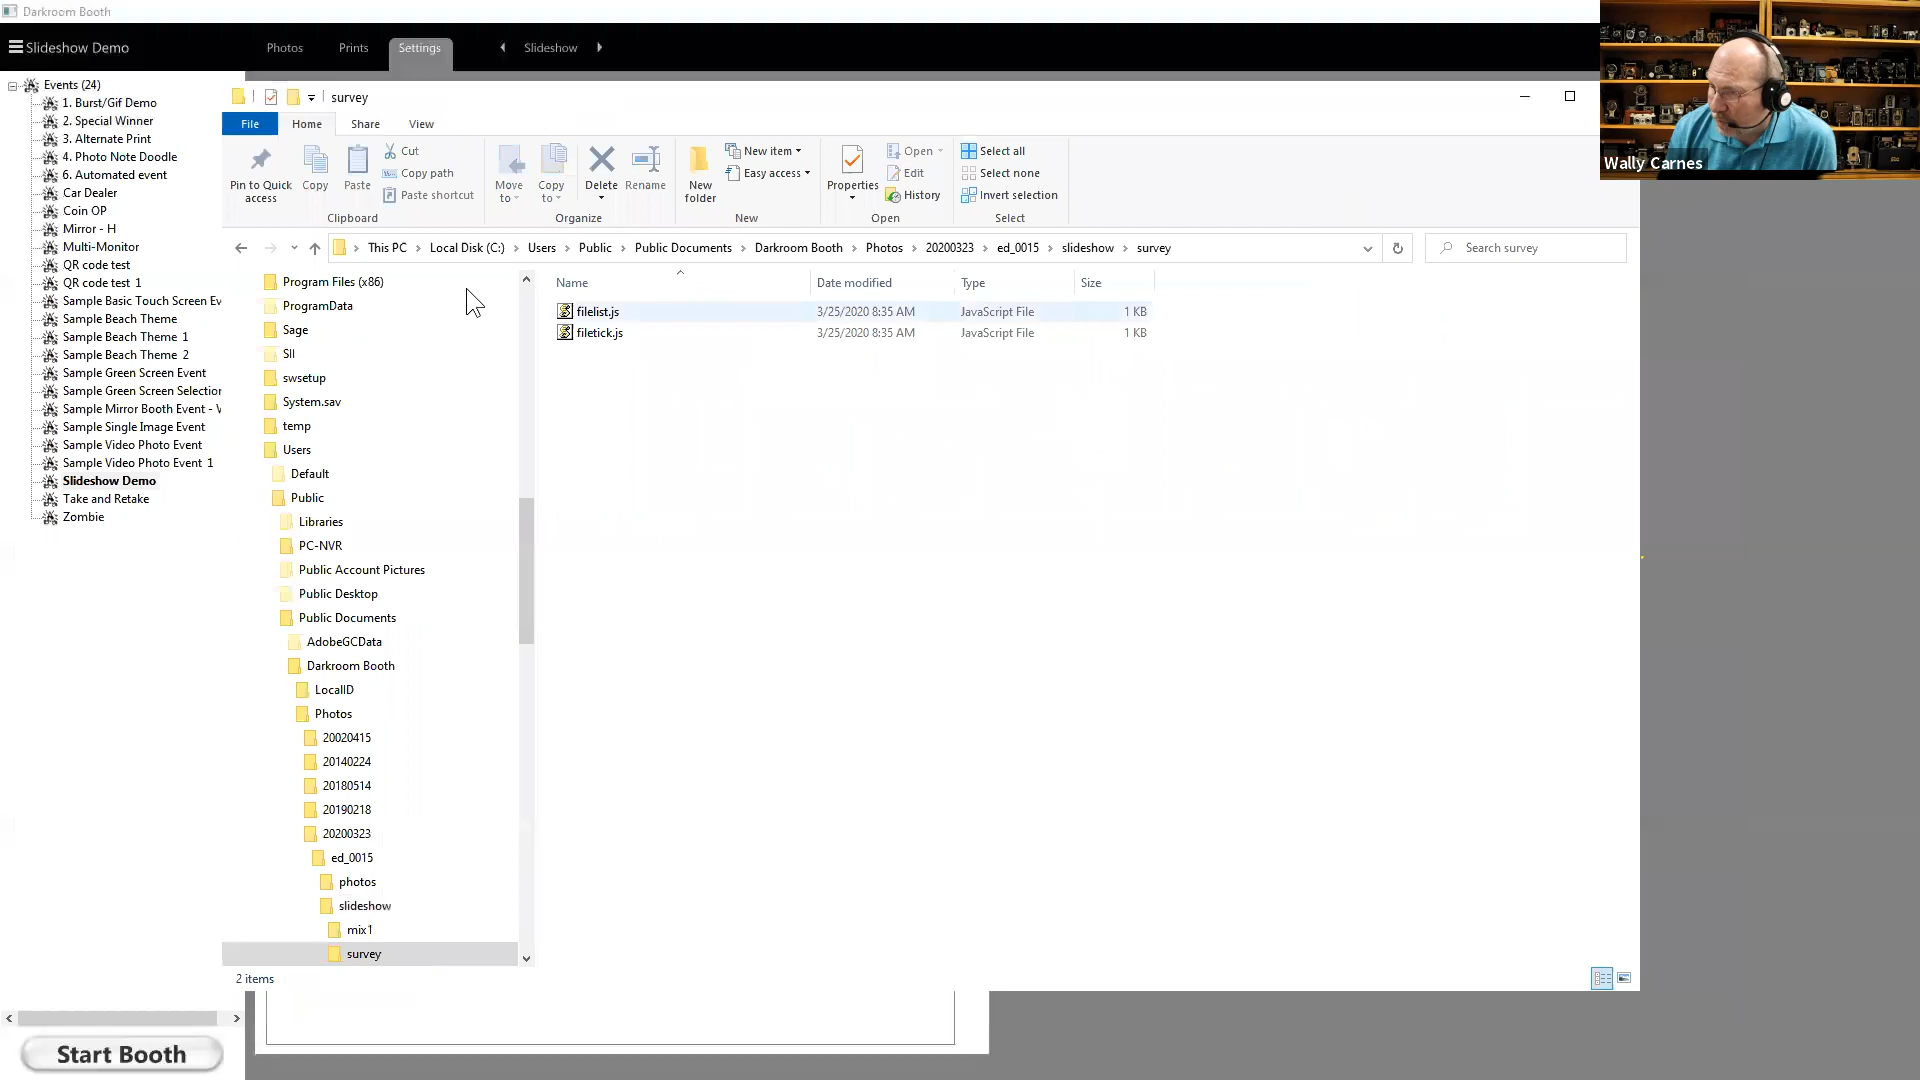 Darkroom Booth
Slideshow Demo
Photos
Prints
Settings
Slideshow
Events (24)
1. Burst/Gif Demo
2. Special Winner
3. Alternate Print
4. Photo Note Doodle
6. Automated event
Car Dealer
Coin OP
Mirror - H
Multi-Monitor
QR code test
QR code test 1
Sample Basic Touch Screen Ev
Sample Beach Theme
Sample Beach Theme 1
Sample Beach Theme 2
Sample Green Screen Event
Sample Green Screen Selection
Sample Mirror Booth Event - V
Sample Single Image Event
Sample Video Photo Event
Sample Video Photo Event 1
Slideshow Demo
Take and Retake
Zombie
Start Booth
survey
File
Home
Share
View
Pin to Quick access
Copy
Paste
Cut
Copy path
Paste shortcut
Clipboard
Move to
Copy to
Delete
Rename
Organize
New folder
New item
Easy access
New
Properties
Open
Edit
History
Open
Select all
Select none
Invert selection
Select
This PC > Local Disk (C:) > Users > Public > Public Documents > Darkroom Booth > Photos > 20200323 > ed_0015 > slideshow > survey
Search survey
Program Files (x86)
ProgramData
Sage
SII
swsetup
System.sav
temp
Users
Default
Public
Libraries
PC-NVR
Public Account Pictures
Public Desktop
Public Documents
AdobeGCData
Darkroom Booth
LocalID
Photos
20020415
20140224
20180514
20190218
20200323
ed_0015
photos
slideshow
mix1
survey
Name Date modified Type Size
filelist.js 3/25/2020 8:35 AM JavaScript File 1 KB
filetick.js 3/25/2020 8:35 AM JavaScript File 1 KB
2 items
Wally Carnes